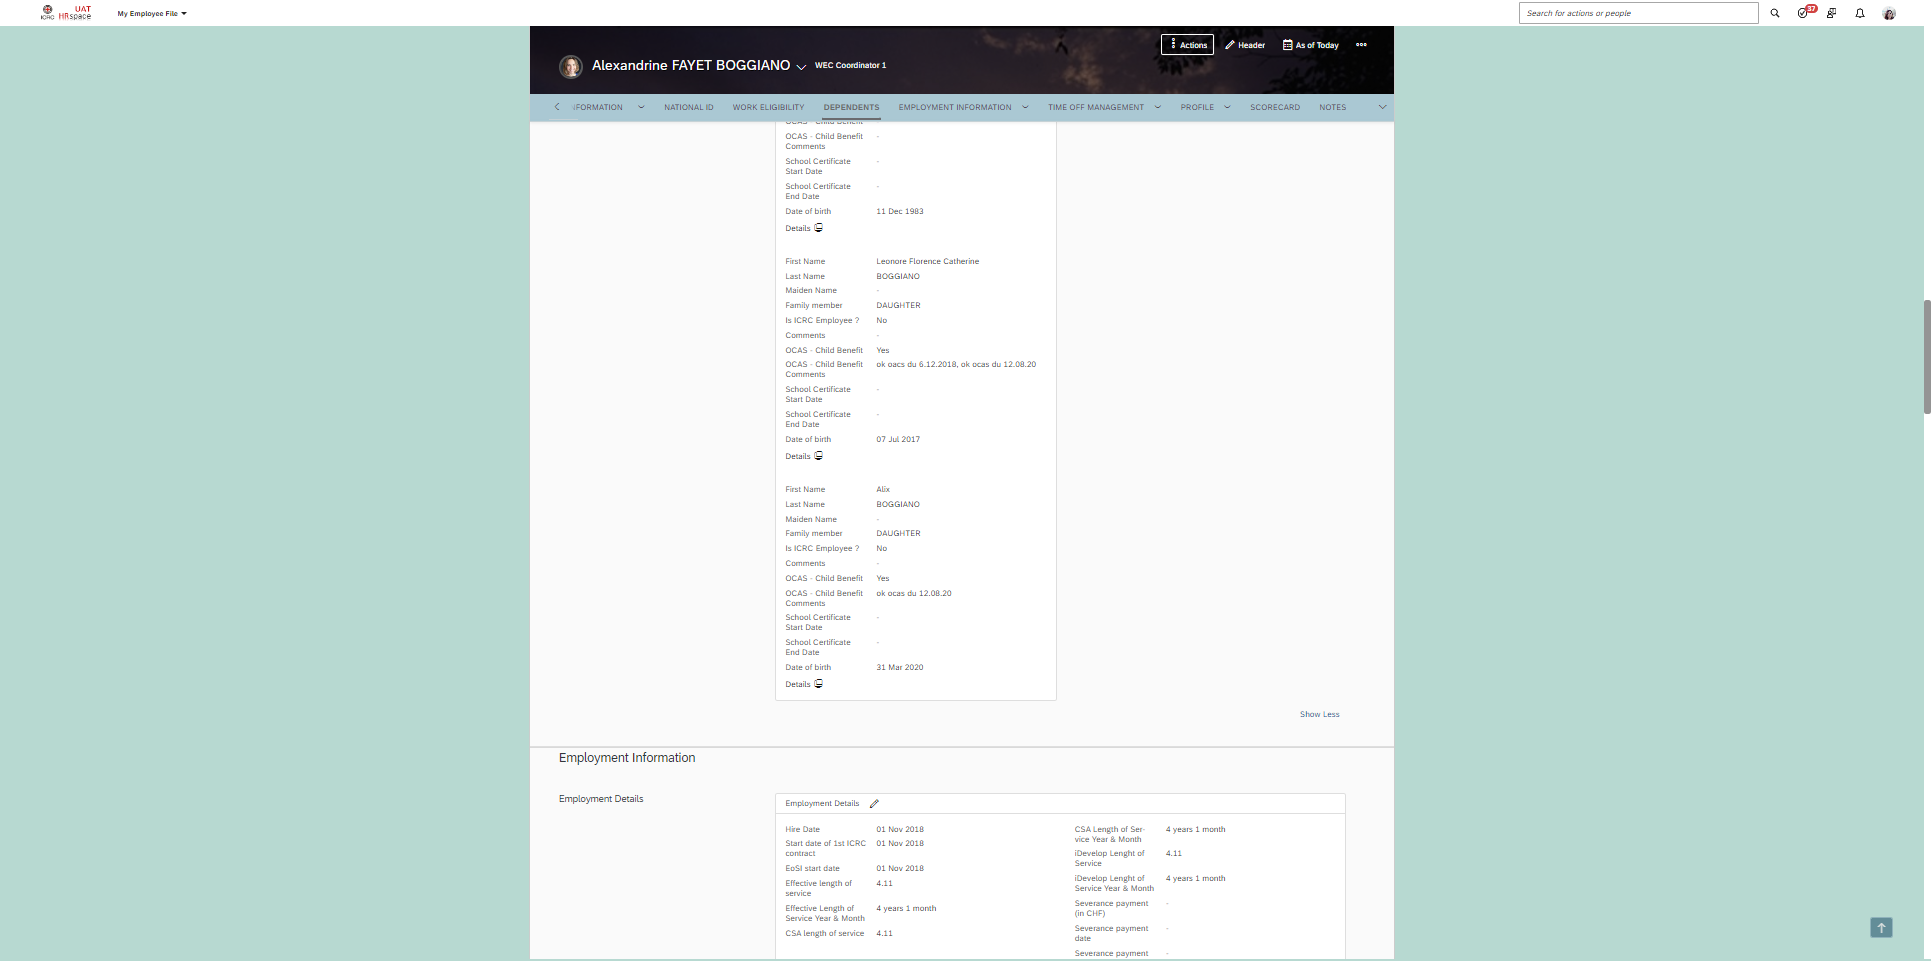 ICRC UAT HRspace My Employee File Search for actions or people 37
Actions Header As of Today
Alexandrine FAYET BOGGIANO WEC Coordinator 1
FORMATION NATIONAL ID WORK ELIGIBILITY DEPENDENTS EMPLOYMENT INFORMATION TIME OFF MANAGEMENT PROFILE SCORECARD NOTES
OCAS - Child Benefit
OCAS - Child Benefit Comments -
School Certificate Start Date -
School Certificate End Date -
Date of birth 11 Dec 1983
Details
First Name Leonore Florence Catherine
Last Name BOGGIANO
Maiden Name -
Family member DAUGHTER
Is ICRC Employee ? No
Comments -
OCAS - Child Benefit Yes
OCAS - Child Benefit Comments ok oacs du 6.12.2018, ok ocas du 12.08.20
School Certificate Start Date -
School Certificate End Date -
Date of birth 07 Jul 2017
Details
First Name Alix
Last Name BOGGIANO
Maiden Name -
Family member DAUGHTER
Is ICRC Employee ? No
Comments -
OCAS - Child Benefit Yes
OCAS - Child Benefit Comments ok ocas du 12.08.20
School Certificate Start Date -
School Certificate End Date -
Date of birth 31 Mar 2020
Details
Show Less
Employment Information
Employment Details
Employment Details
Hire Date 01 Nov 2018
Start date of 1st ICRC contract 01 Nov 2018
EoSI start date 01 Nov 2018
Effective length of service 4.11
Effective Length of Service Year & Month 4 years 1 month
CSA length of service 4.11
CSA Length of Ser-
vice Year & Month 4 years 1 month
iDevelop Lenght of Service 4.11
iDevelop Lenght of Service Year & Month 4 years 1 month
Severance payment (in CHF) -
Severance payment date -
Severance payment -